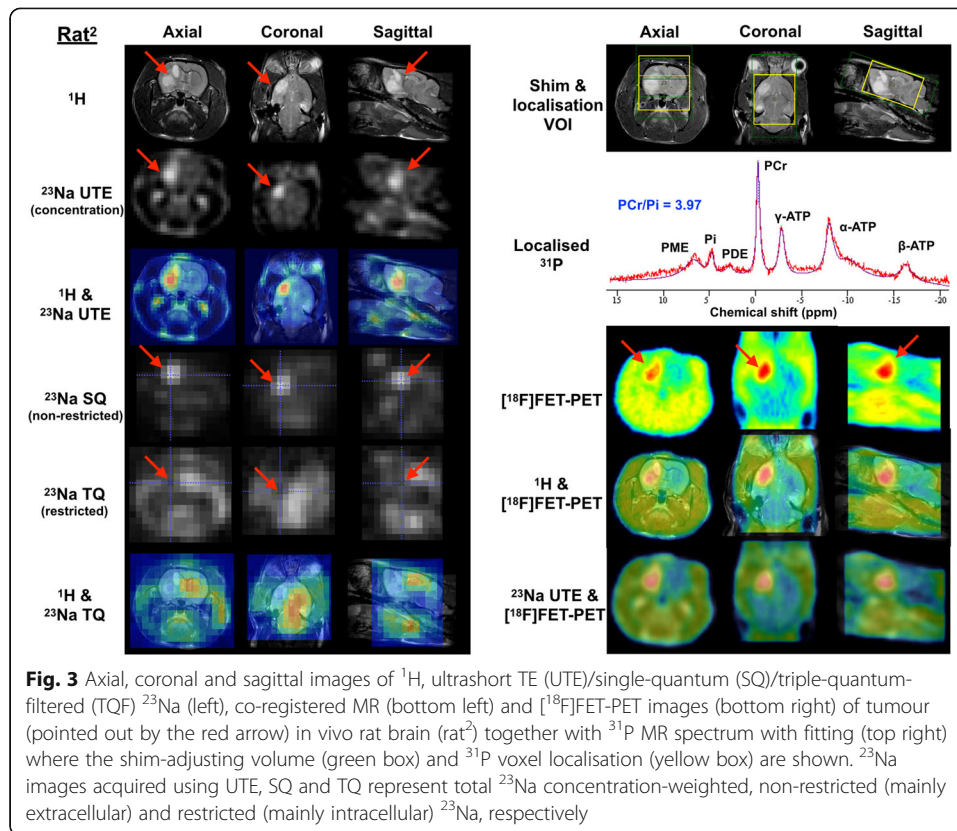 Rat²
Axial Coronal Sagittal
¹H
²³Na UTE
(concentration)
¹H &
²³Na UTE
²³Na SQ
(non-restricted)
²³Na TQ
(restricted)
¹H &
²³Na TQ
Axial Coronal Sagittal
Shim &
localisation
VOI
Localised
³¹P
PCr/Pi = 3.97
PME
Pi
PDE
PCr
γ-ATP
α-ATP
β-ATP
15 10 5 0 -5 -10 -15 -20
Chemical shift (ppm)
[¹⁸F]FET-PET
¹H &
[¹⁸F]FET-PET
²³Na UTE &
[¹⁸F]FET-PET
Fig. 3 Axial, coronal and sagittal images of ¹H, ultrashort TE (UTE)/single-quantum (SQ)/triple-quantum-
filtered (TQF) ²³Na (left), co-registered MR (bottom left) and [¹⁸F]FET-PET images (bottom right) of tumour
(pointed out by the red arrow) in vivo rat brain (rat²) together with ³¹P MR spectrum with fitting (top right)
where the shim-adjusting volume (green box) and ³¹P voxel localisation (yellow box) are shown. ²³Na
images acquired using UTE, SQ and TQ represent total ²³Na concentration-weighted, non-restricted (mainly
extracellular) and restricted (mainly intracellular) ²³Na, respectively